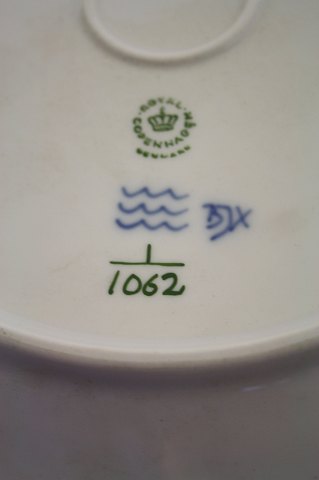 ROYAL
COPENHAGEN
DENMARK
1
1062